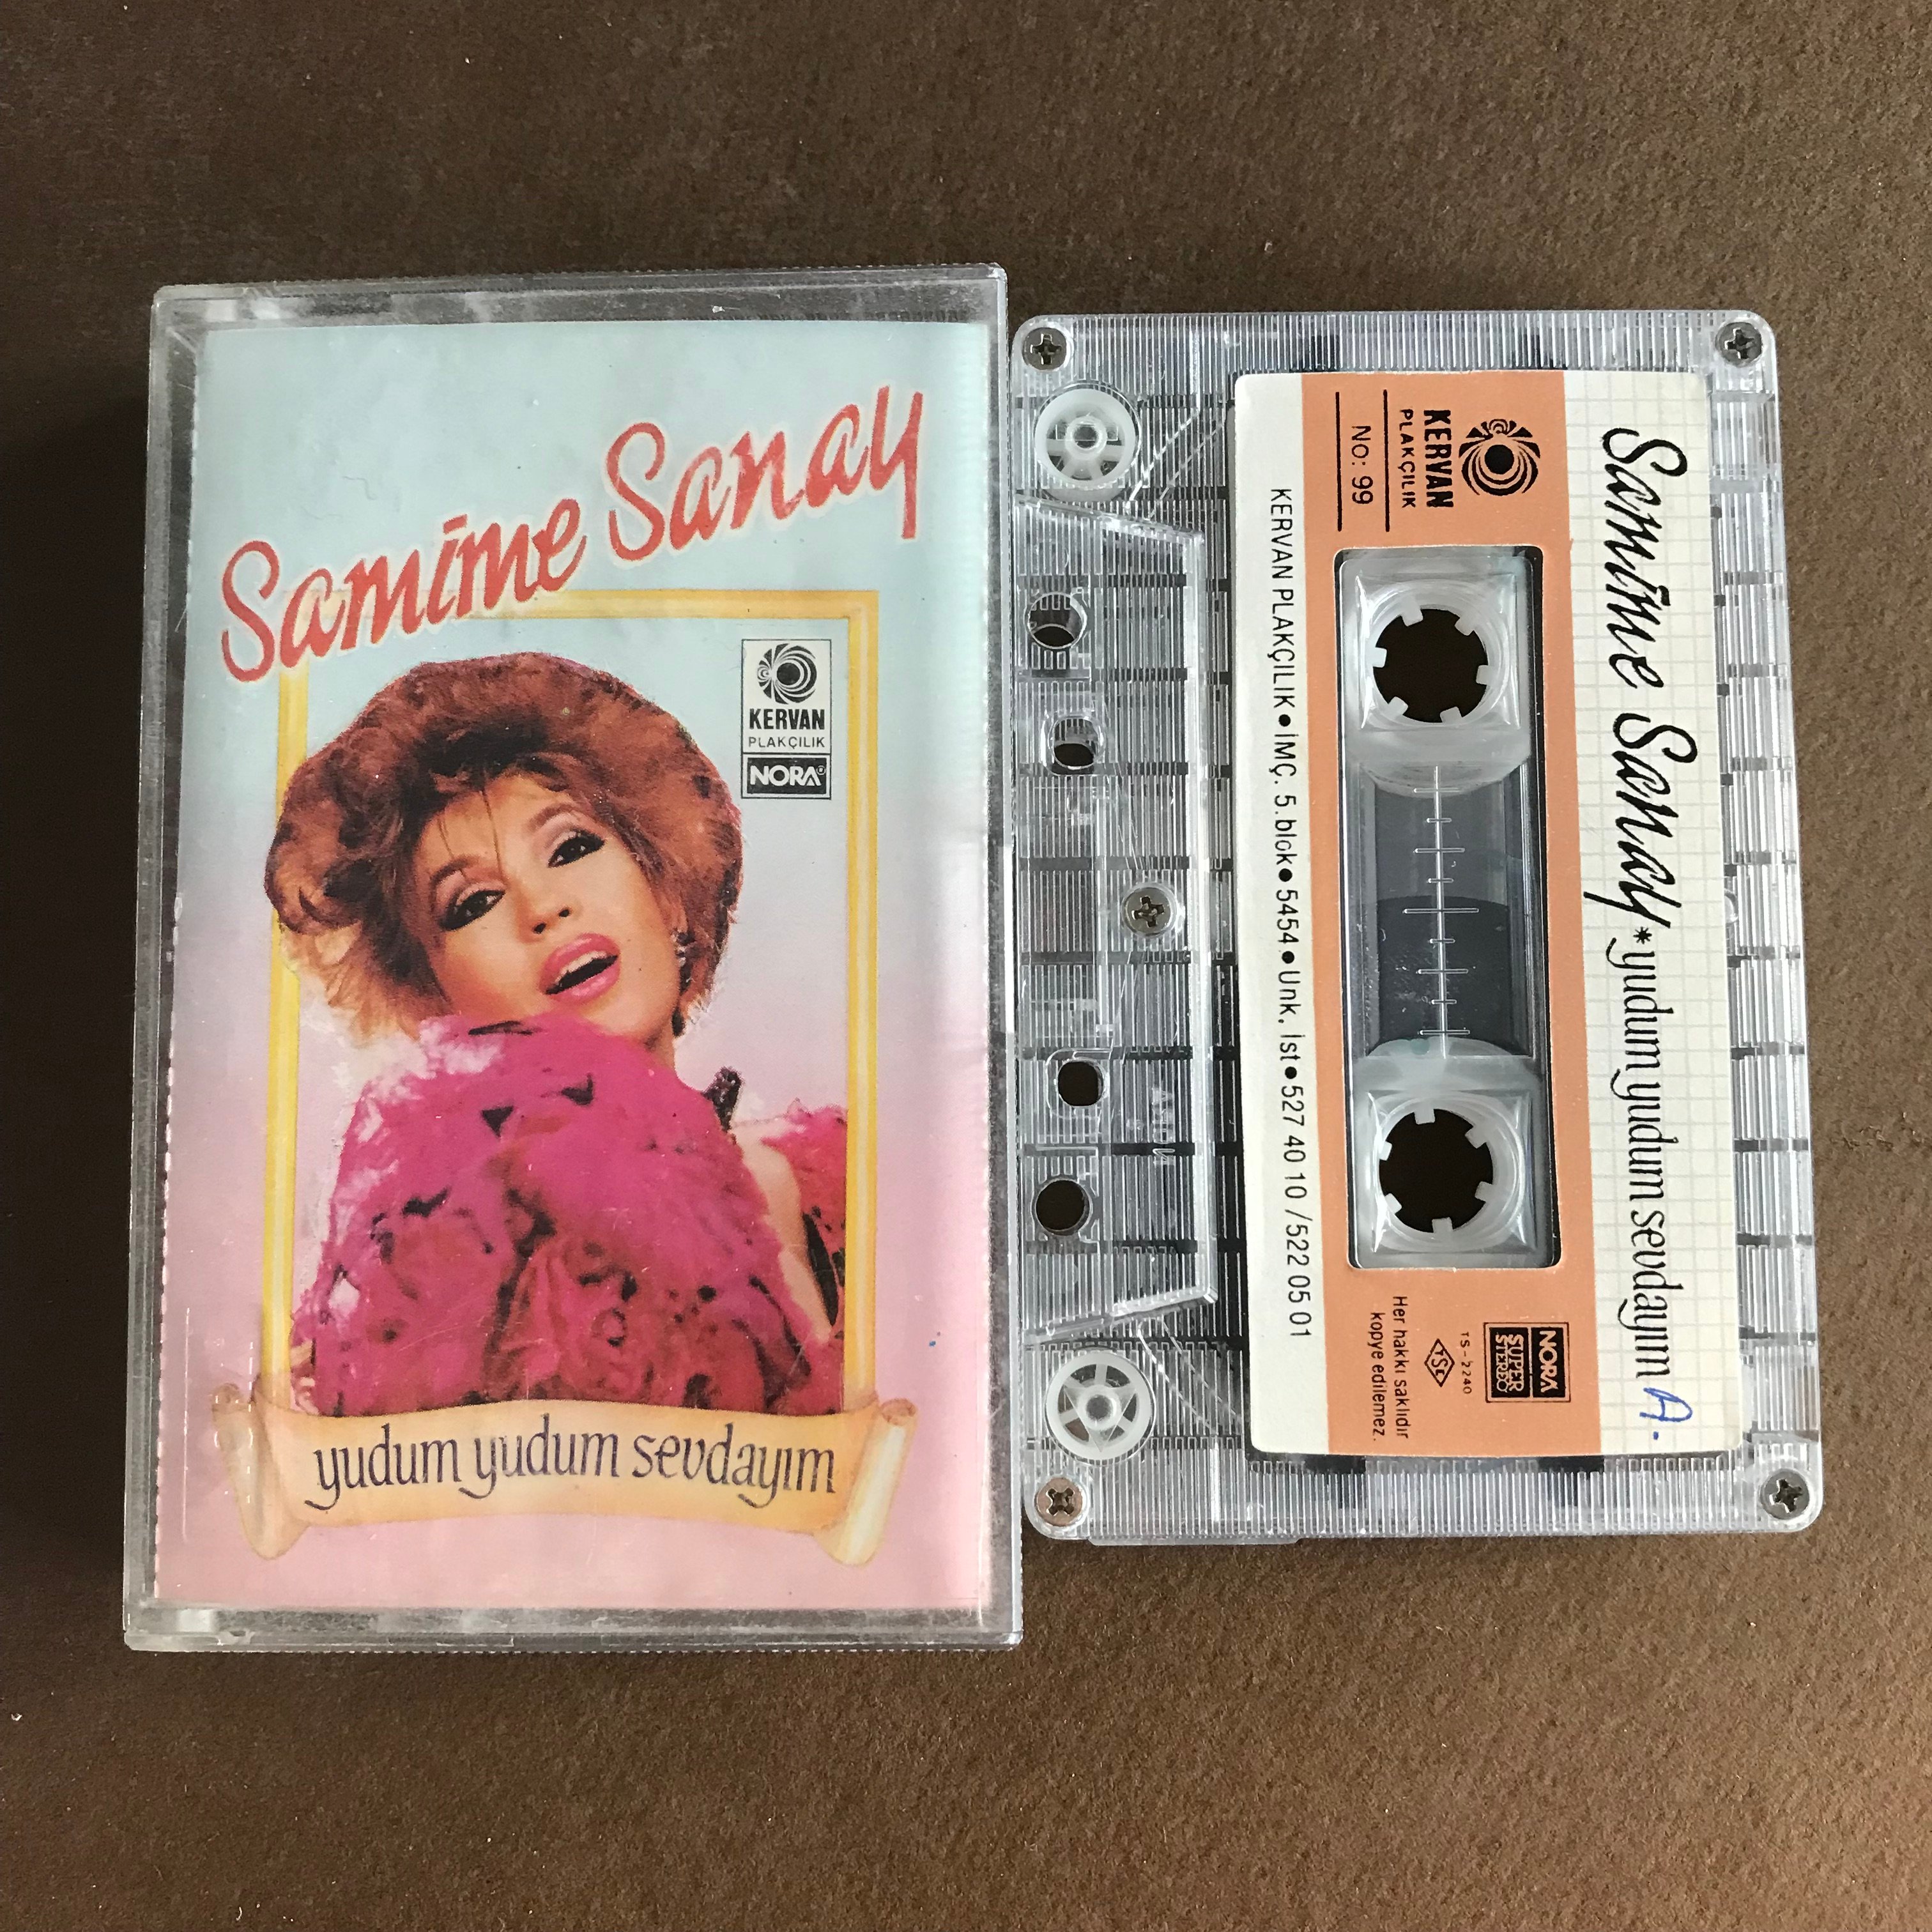 Samime Sanay
KERVAN
PLAKÇILIK
NORA
yudum yudum sevdayım
Samime Sanay * yudum yudum sevdayım A.
KERVAN
PLAKÇILIK
No: 99
NORA
SUPER
STEREO
TS-2240
TSE
Her hakkı saklıdır
kopye edilemez.
KERVAN PLAKÇILIK • İMÇ. 5.blok • 5454 • Unk. İst • 527 40 10 / 522 05 01